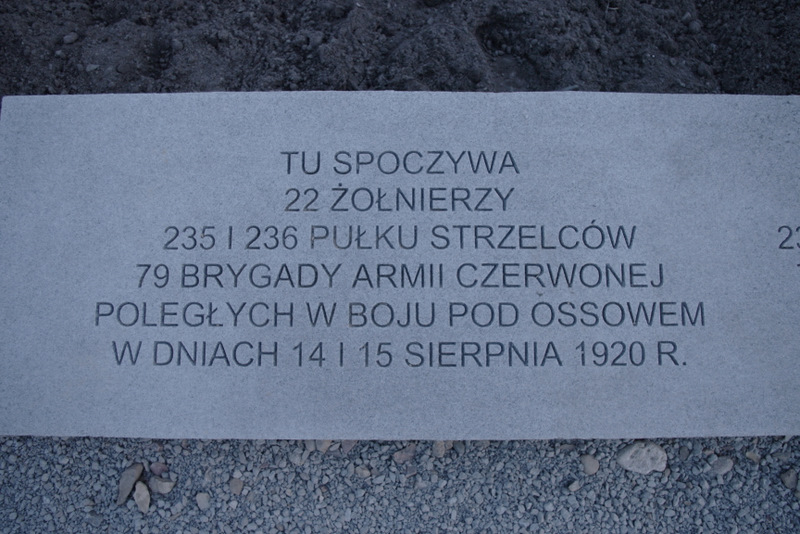 TU SPOCZYWA
22 ŻOŁNIERZY
235 I 236 PUŁKU STRZELCÓW
79 BRYGADY ARMII CZERWONEJ
POLEGŁYCH W BOJU POD OSSOWEM
W DNIACH 14 I 15 SIERPNIA 1920 R.